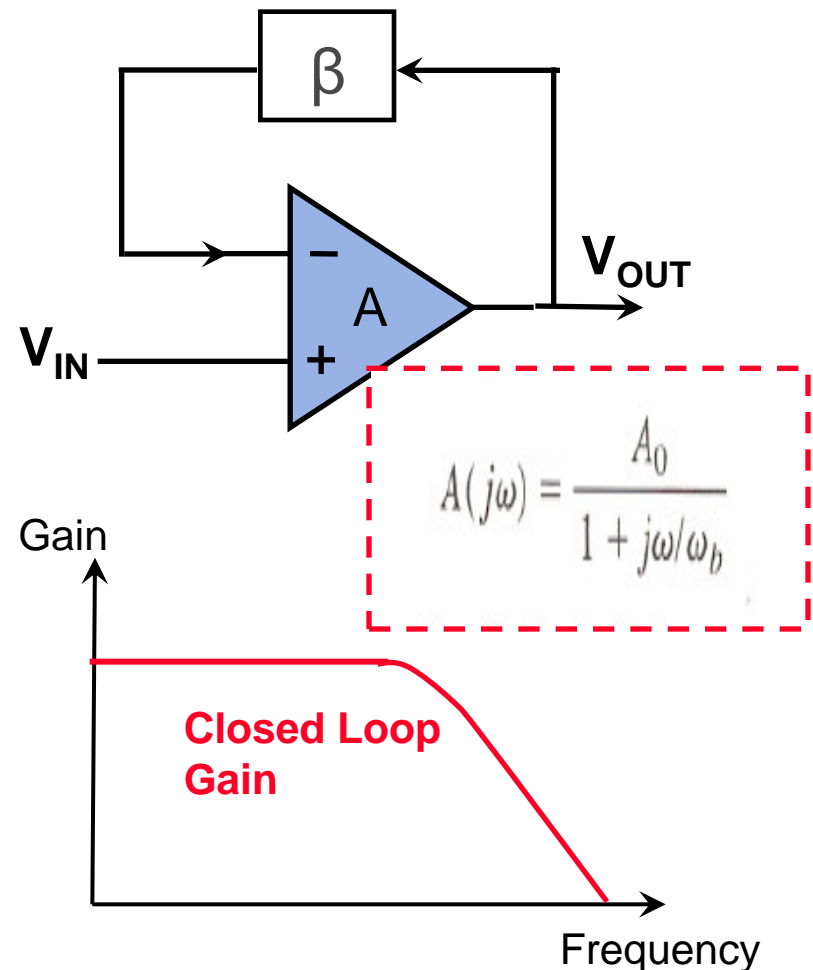 β
−
A
V_OUT
V_IN
+
A(jω) = A_0 / (1 + jω/ω_b)
Gain
Closed Loop
Gain
Frequency